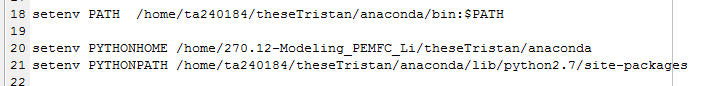 18 setenv PATH  /home/ta240184/theseTristan/anaconda/bin:$PATH
19
20 setenv PYTHONHOME /home/270.12-Modeling_PEMFC_Li/theseTristan/anaconda
21 setenv PYTHONPATH /home/ta240184/theseTristan/anaconda/lib/python2.7/site-packages
22